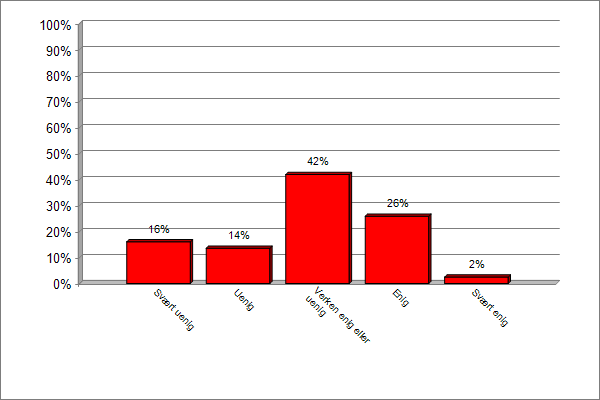 100%
90%
80%
70%
60%
50%
40%
30%
20%
10%
0%
16%
14%
42%
26%
2%
Svært uenig
Uenig
Verken enig eller
uenig
Enig
Svært enig